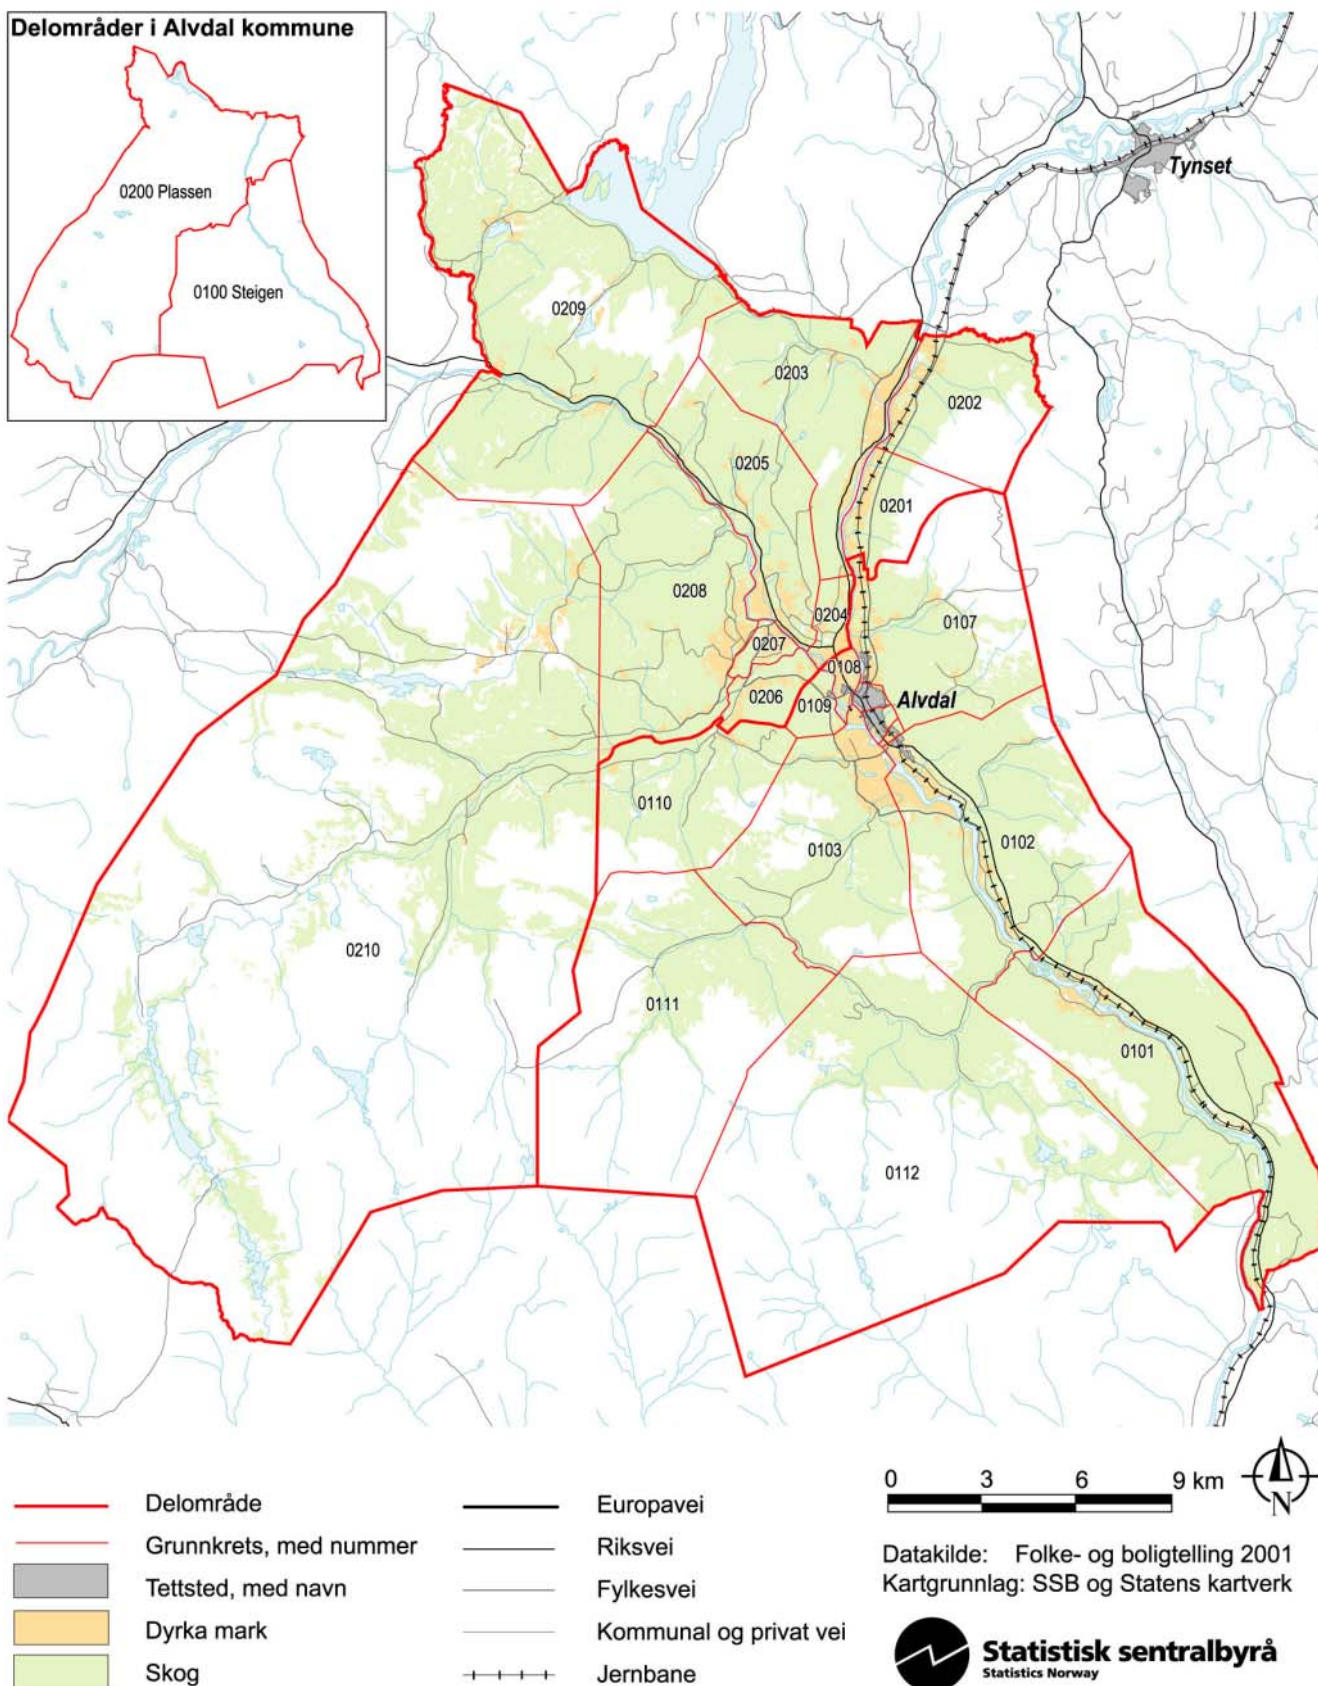 Delområder i Alvdal kommune
0200 Plassen
0100 Steigen
Tynset
0209
0203
0202
0205
0201
0208
0204
0107
0207
0108
0206
0109
Alvdal
0110
0103
0102
0210
0111
0101
0112
0 3 6 9 km
N
Delområde
Grunnkrets, med nummer
Tettsted, med navn
Dyrka mark
Skog
Europavei
Riksvei
Fylkesvei
Kommunal og privat vei
Jernbane
Datakilde: Folke- og boligtelling 2001
Kartgrunnlag: SSB og Statens kartverk
Statistisk sentralbyrå
Statistics Norway